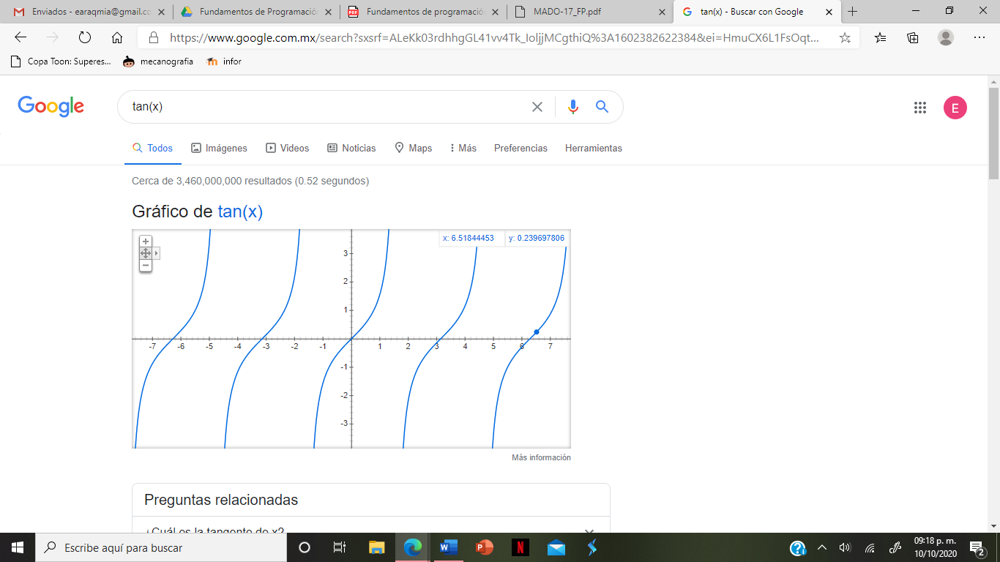 Enviados - earaqmia@gmail.co
Fundamentos de Programación
Fundamentos de programación
MADO-17_FP.pdf
tan(x) - Buscar con Google
https://www.google.com.mx/search?sxsrf=ALeKk03rdhhgGL41vv4Tk_IoljjMCgthiQ%3A1602382622384&ei=HmuCX6L1FsOqt...
Copa Toon: Superes...
mecanografia
infor
Google
tan(x)
E
Todos
Imágenes
Videos
Noticias
Maps
Más
Preferencias
Herramientas
Cerca de 3,460,000,000 resultados (0.52 segundos)
Gráfico de tan(x)
x: 6.51844453 y: 0.239697806
3
2
1
-7 -6 -5 -4 -3 -2 -1 1 2 3 4 5 6 7
-1
-2
-3
Más información
Preguntas relacionadas
¿Cuál es la tangente de x?
Escribe aquí para buscar
09:18 p. m.
10/10/2020
2